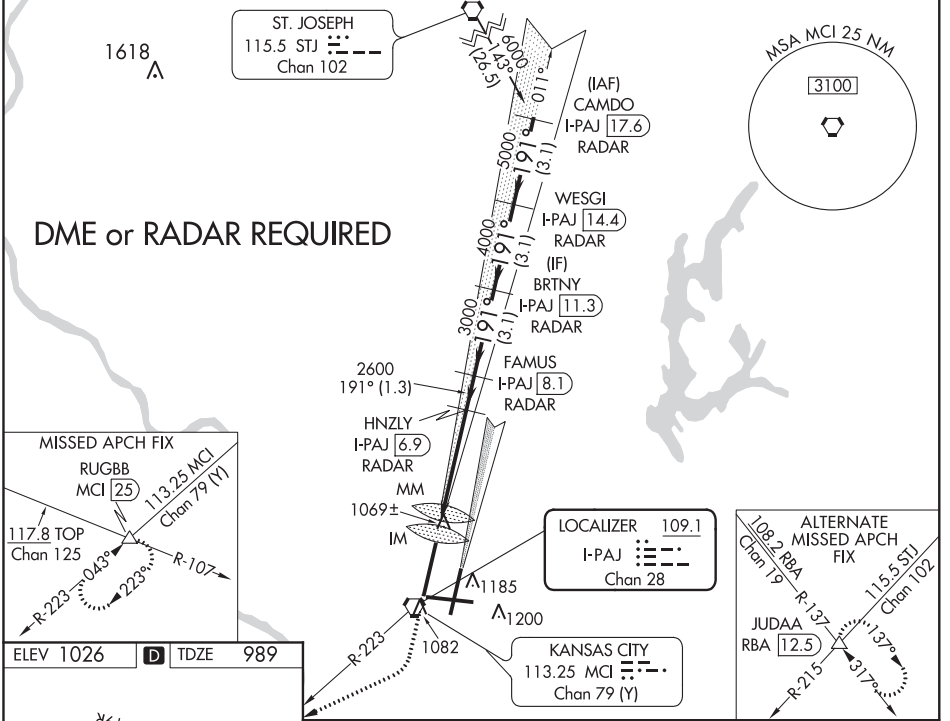 ST. JOSEPH
115.5 STJ
Chan 102
1618
6000
143°
(26.5)
011°
MSA MCI 25 NM
3100
(IAF)
CAMDO
I-PAJ 17.6
RADAR
5000
191°
(3.1)
WESGI
I-PAJ 14.4
RADAR
DME or RADAR REQUIRED
4000
191°
(3.1)
(IF)
BRTNY
I-PAJ 11.3
RADAR
3000
191°
(3.1)
FAMUS
I-PAJ 8.1
RADAR
2600
191° (1.3)
HNZLY
I-PAJ 6.9
RADAR
MM
1069±
IM
MISSED APCH FIX
RUGBB
MCI 25
113.25 MCI
Chan 79 (Y)
117.8 TOP
Chan 125
043°
223°
R-107
R-223
LOCALIZER 109.1
I-PAJ
Chan 28
1185
1200
1082
R-223
KANSAS CITY
113.25 MCI
Chan 79 (Y)
ALTERNATE
MISSED APCH
FIX
108.2 RBA
Chan 19
R-137
115.5 STJ
Chan 102
JUDAA
RBA 12.5
137°
317°
R-215
ELEV 1026 D TDZE 989